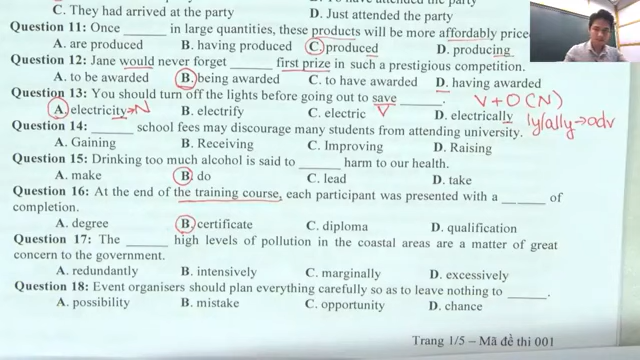 C. They had arrived at the party D. Just attended the party
Question 11: Once ______ in large quantities, these products will be more affordably priced.
A. are produced B. having produced C. produced D. producing
Question 12: Jane would never forget ______ first prize in such a prestigious competition.
A. to be awarded B. being awarded C. to have awarded D. having awarded
Question 13: You should turn off the lights before going out to save ______.
V + O (N)
A. electricity → N B. electrify C. electric V D. electrically ly/ally → adv
Question 14: ______ school fees may discourage many students from attending university.
A. Gaining B. Receiving C. Improving D. Raising
Question 15: Drinking too much alcohol is said to ______ harm to our health.
A. make B. do C. lead D. take
Question 16: At the end of the training course, each participant was presented with a ______ of
completion.
A. degree B. certificate C. diploma D. qualification
Question 17: The ______ high levels of pollution in the coastal areas are a matter of great
concern to the government.
A. redundantly B. intensively C. marginally D. excessively
Question 18: Event organisers should plan everything carefully so as to leave nothing to ______.
A. possibility B. mistake C. opportunity D. chance
Trang 1/5 – Mã đề thi 001